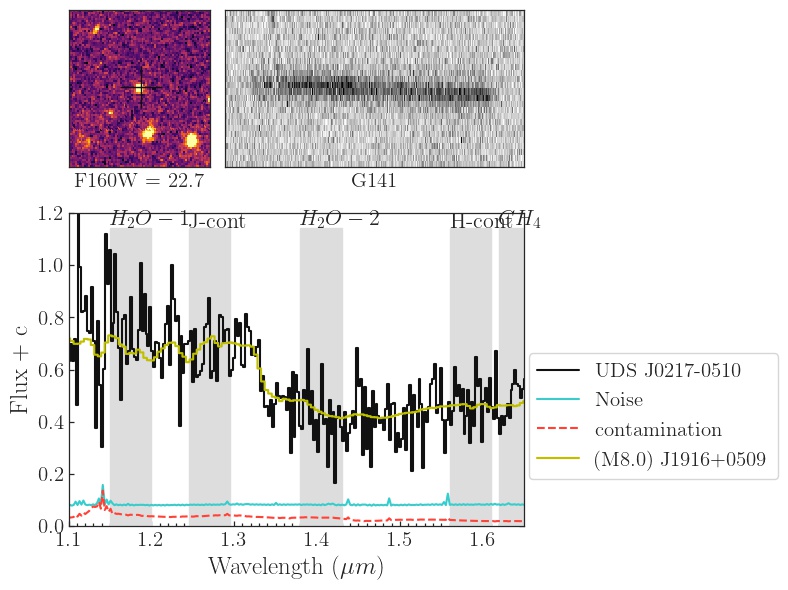 F160W = 22.7
G141
H₂O − 1
J-cont
H₂O − 2
H-cont
CH₄
1.2
1.0
0.8
0.6
0.4
0.2
0.0
Flux + c
1.1
1.2
1.3
1.4
1.5
1.6
Wavelength (μm)
UDS J0217-0510
Noise
contamination
(M8.0) J1916+0509